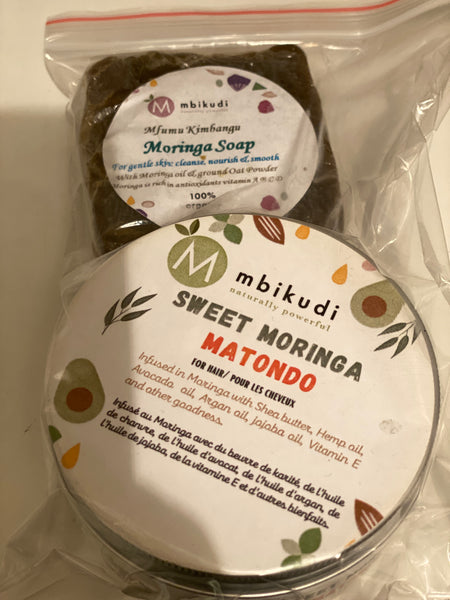 M mbikudi
naturally powerful
Mfumu Kimbangu
Moringa Soap
For gentle skin: cleanse, nourish & smooth
With Moringa oil & ground Oat Powder
Moringa is rich in antioxidants vitamin A B C D
100%
M mbikudi
naturally powerful
SWEET MORINGA
MATONDO
FOR HAIR/ POUR LES CHEVEUX
Infused in Moringa with Shea butter, Hemp oil,
Avocado oil, Argan oil, jojoba oil, Vitamin E
and other goodness.
Infusé au Moringa avec du beurre de karité, de l'huile
de chanvre, de l'huile d'avocat, de l'huile d'argan, de
l'huile de jojoba, de la vitamine E et d'autres bienfaits.